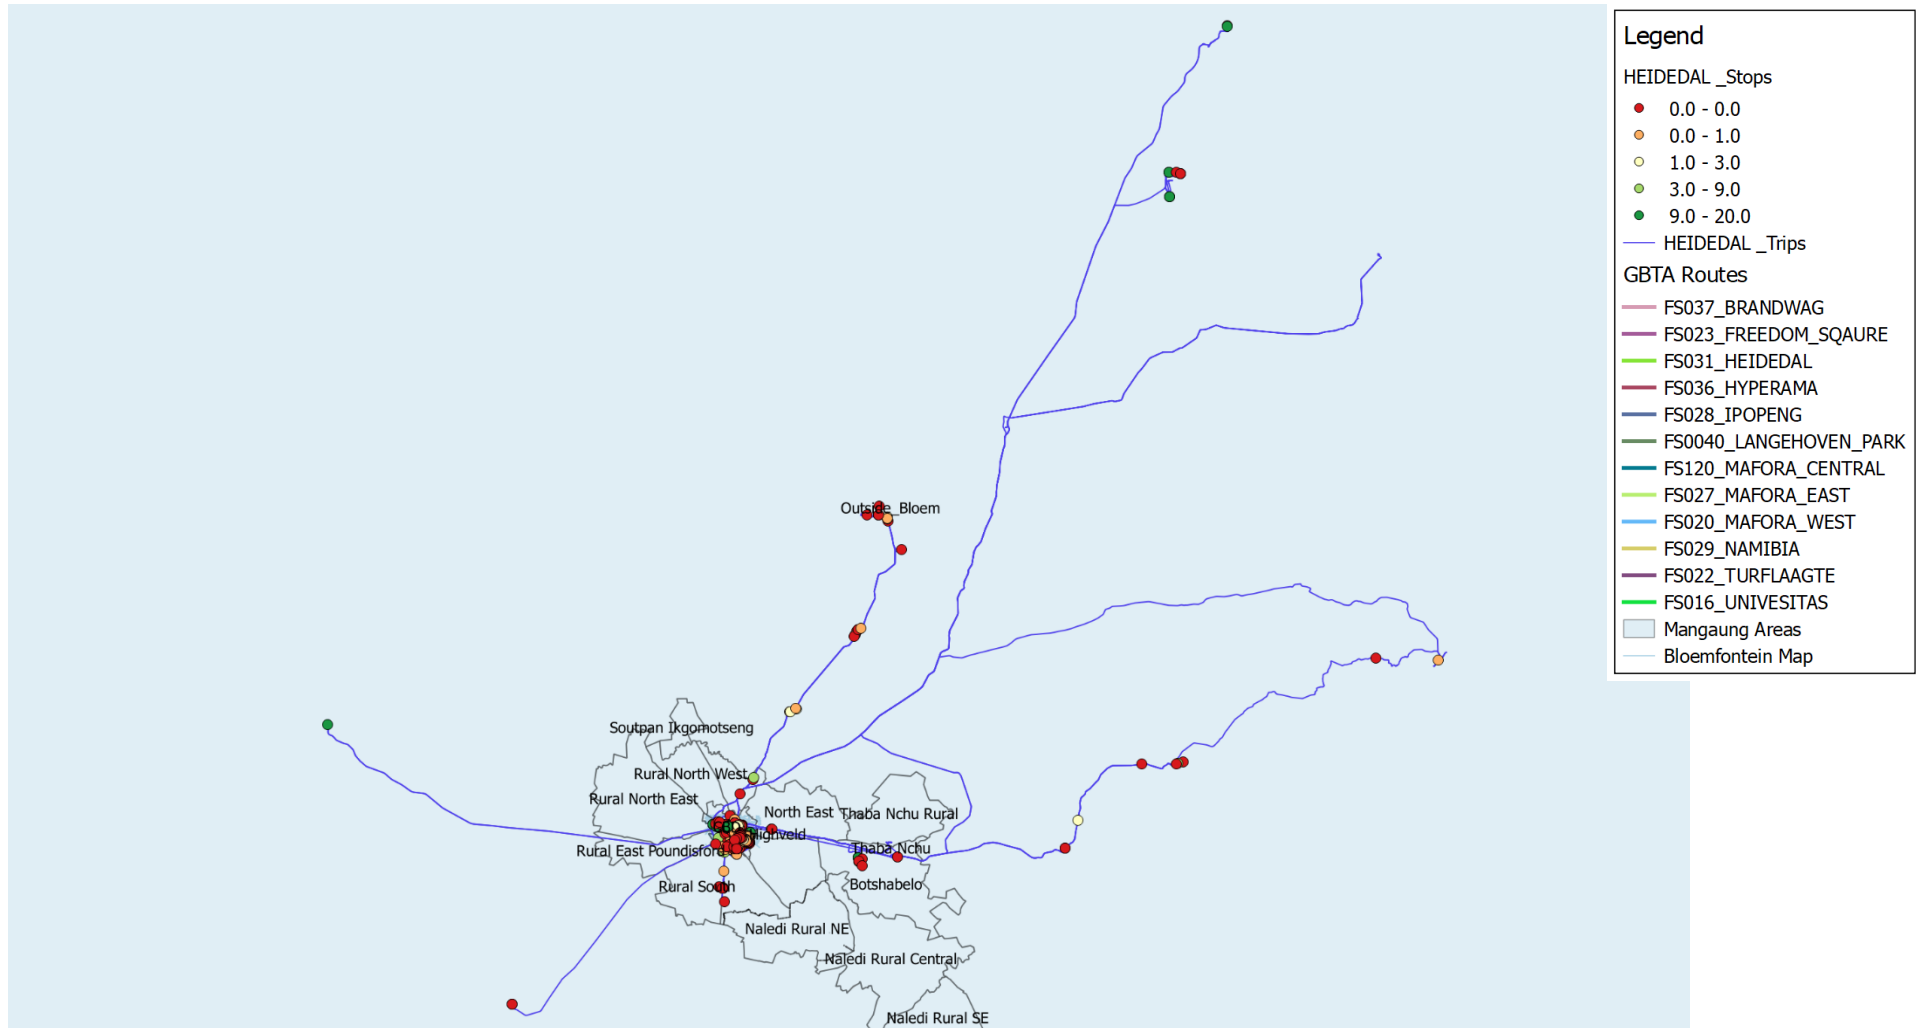 Legend
HEIDEDAL _Stops
0.0 - 0.0
0.0 - 1.0
1.0 - 3.0
3.0 - 9.0
9.0 - 20.0
HEIDEDAL _Trips
GBTA Routes
FS037_BRANDWAG
FS023_FREEDOM_SQAURE
FS031_HEIDEDAL
FS036_HYPERAMA
FS028_IPOPENG
FS0040_LANGEHOVEN_PARK
FS120_MAFORA_CENTRAL
FS027_MAFORA_EAST
FS020_MAFORA_WEST
FS029_NAMIBIA
FS022_TURFLAAGTE
FS016_UNIVESITAS
Mangaung Areas
Bloemfontein Map
Outside_Bloem
Soutpan Ikgomotseng
Rural North West
Rural North East
North East
Thaba Nchu Rural
Thaba Nchu
Rural East Poundisford
Botshabelo
Rural South
Naledi Rural NE
Naledi Rural Central
Naledi Rural SE